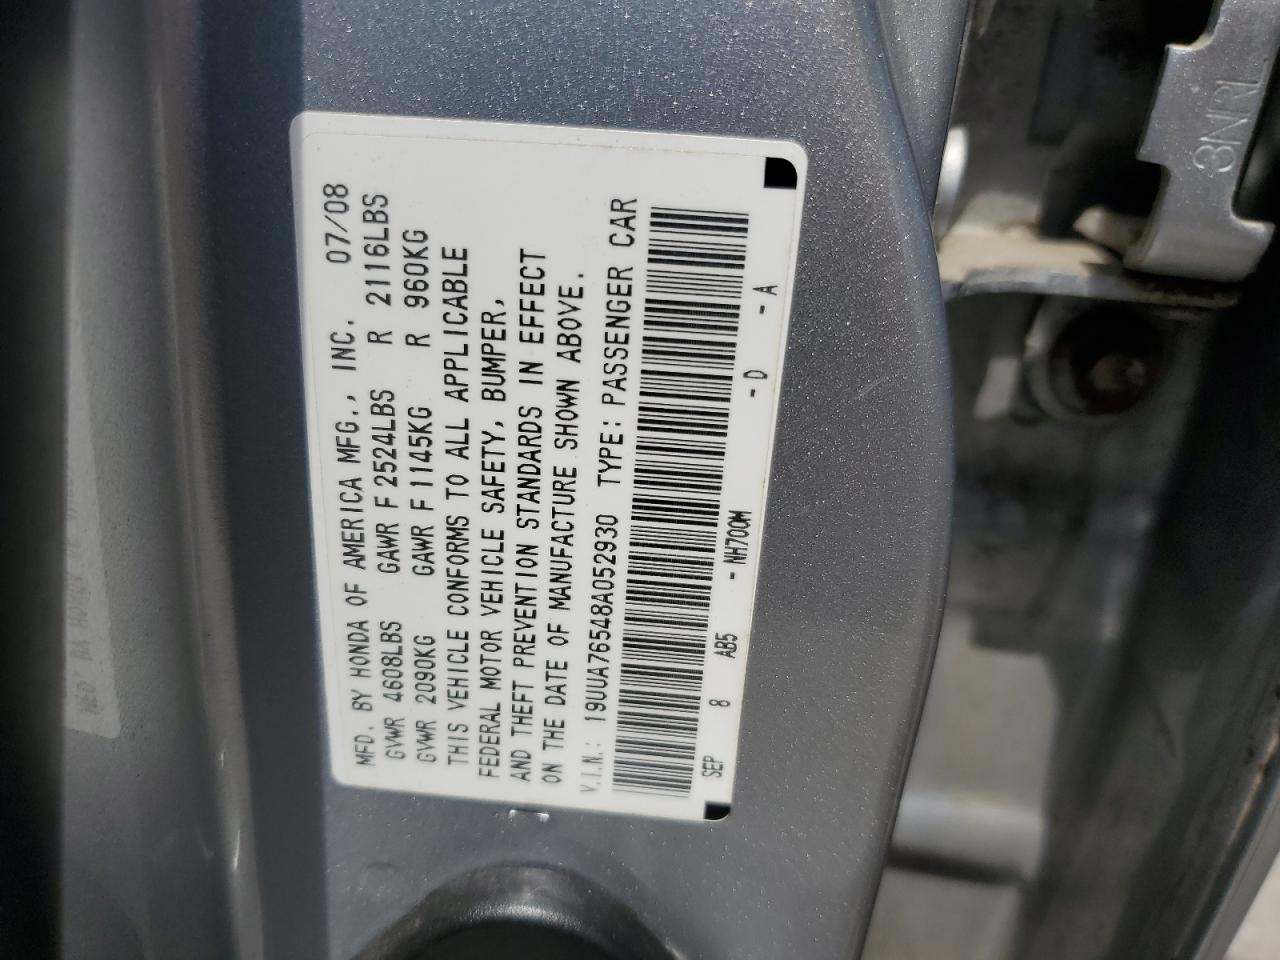 MFD. BY HONDA OF AMERICA MFG., INC. 07/08
GVWR 4608LBS GAWR F 2524LBS R 2116LBS
GVWR 2090KG GAWR F 1145KG R 960KG
THIS VEHICLE CONFORMS TO ALL APPLICABLE
FEDERAL MOTOR VEHICLE SAFETY, BUMPER,
AND THEFT PREVENTION STANDARDS IN EFFECT
ON THE DATE OF MANUFACTURE SHOWN ABOVE.
V.I.N.: 19UUA76548A052930 TYPE: PASSENGER CAR
SEP 8 AB5 - NH700M - D - A
3NRL